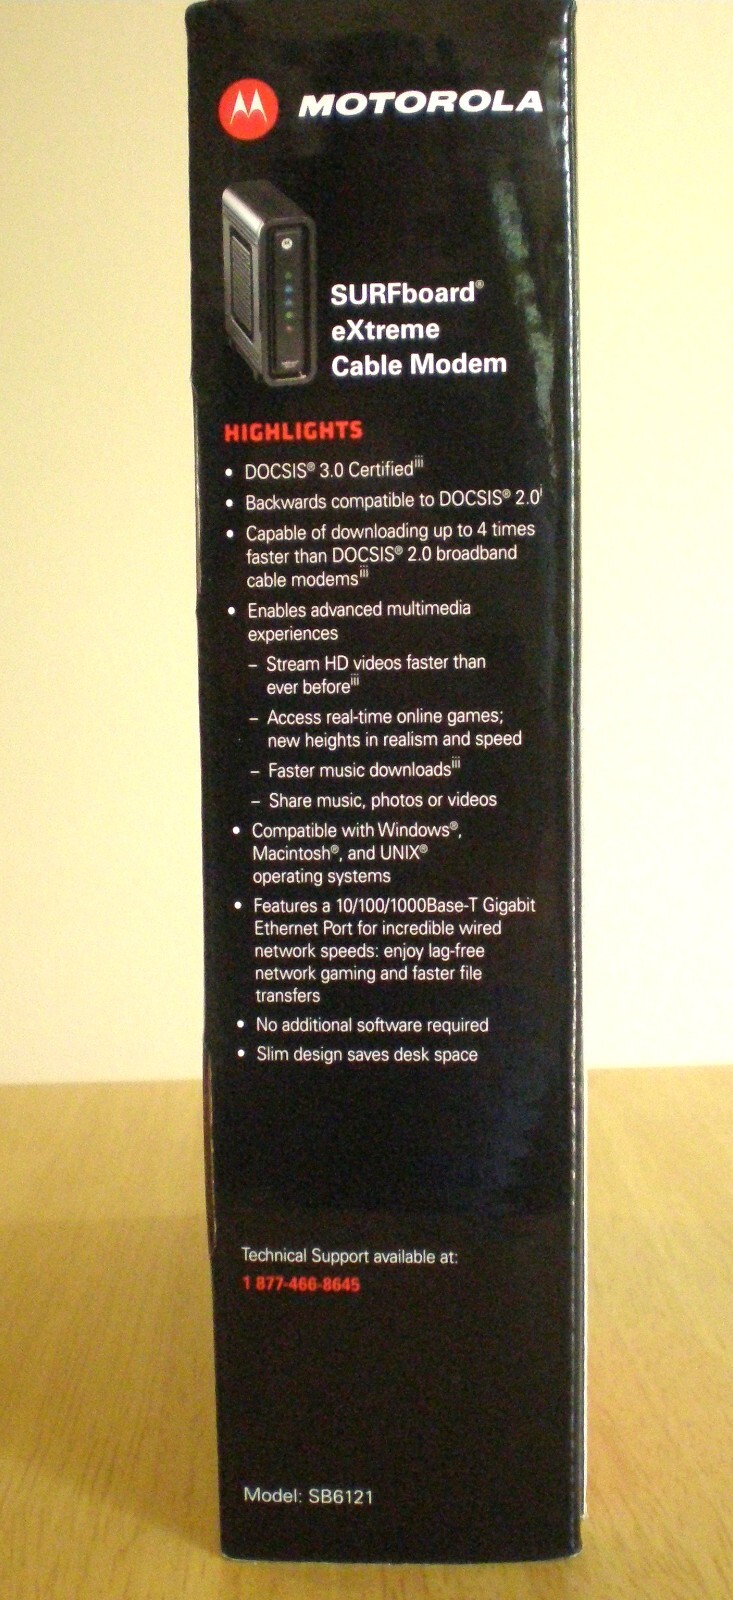 MOTOROLA
SURFboard®
eXtreme
Cable Modem
HIGHLIGHTS
• DOCSIS® 3.0 Certifiediii
• Backwards compatible to DOCSIS® 2.0i
• Capable of downloading up to 4 times
faster than DOCSIS® 2.0 broadband
cable modemsiii
• Enables advanced multimedia
experiences
– Stream HD videos faster than
ever beforeiii
– Access real-time online games;
new heights in realism and speed
– Faster music downloadsiii
– Share music, photos or videos
• Compatible with Windows®,
Macintosh®, and UNIX®
operating systems
• Features a 10/100/1000Base-T Gigabit
Ethernet Port for incredible wired
network speeds: enjoy lag-free
network gaming and faster file
transfers
• No additional software required
• Slim design saves desk space
Technical Support available at:
1 877-466-8645
Model: SB6121